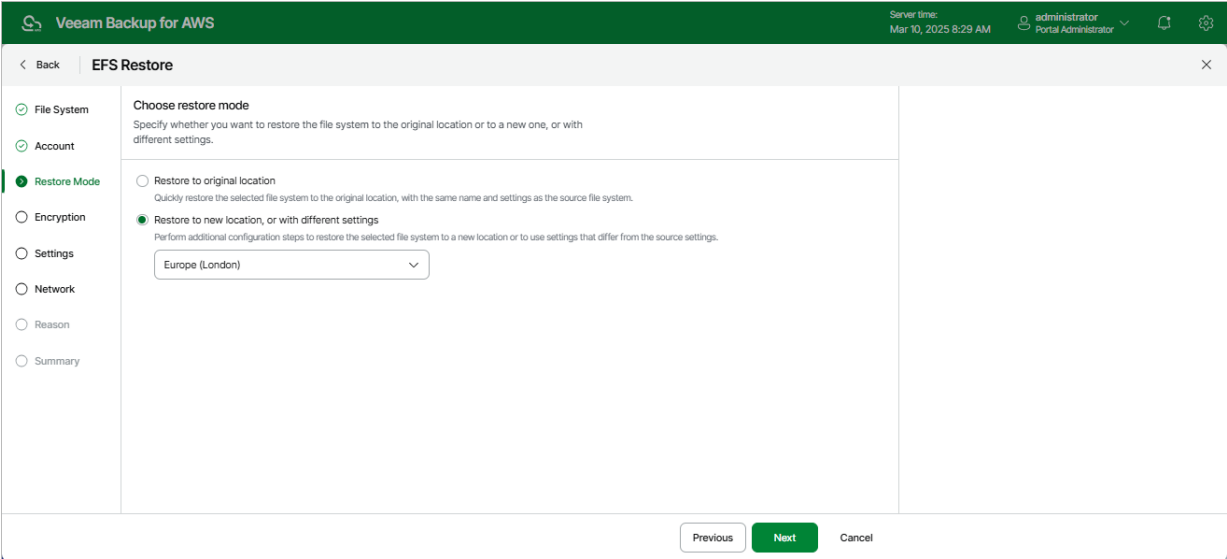 Veeam Backup for AWS
Server time:
Mar 10, 2025 8:29 AM
administrator
Portal Administrator
Back
EFS Restore
File System
Account
Restore Mode
Encryption
Settings
Network
Reason
Summary
Choose restore mode
Specify whether you want to restore the file system to the original location or to a new one, or with
different settings.
Restore to original location
Quickly restore the selected file system to the original location, with the same name and settings as the source file system.
Restore to new location, or with different settings
Perform additional configuration steps to restore the selected file system to a new location or to use settings that differ from the source settings.
Europe (London)
Previous
Next
Cancel